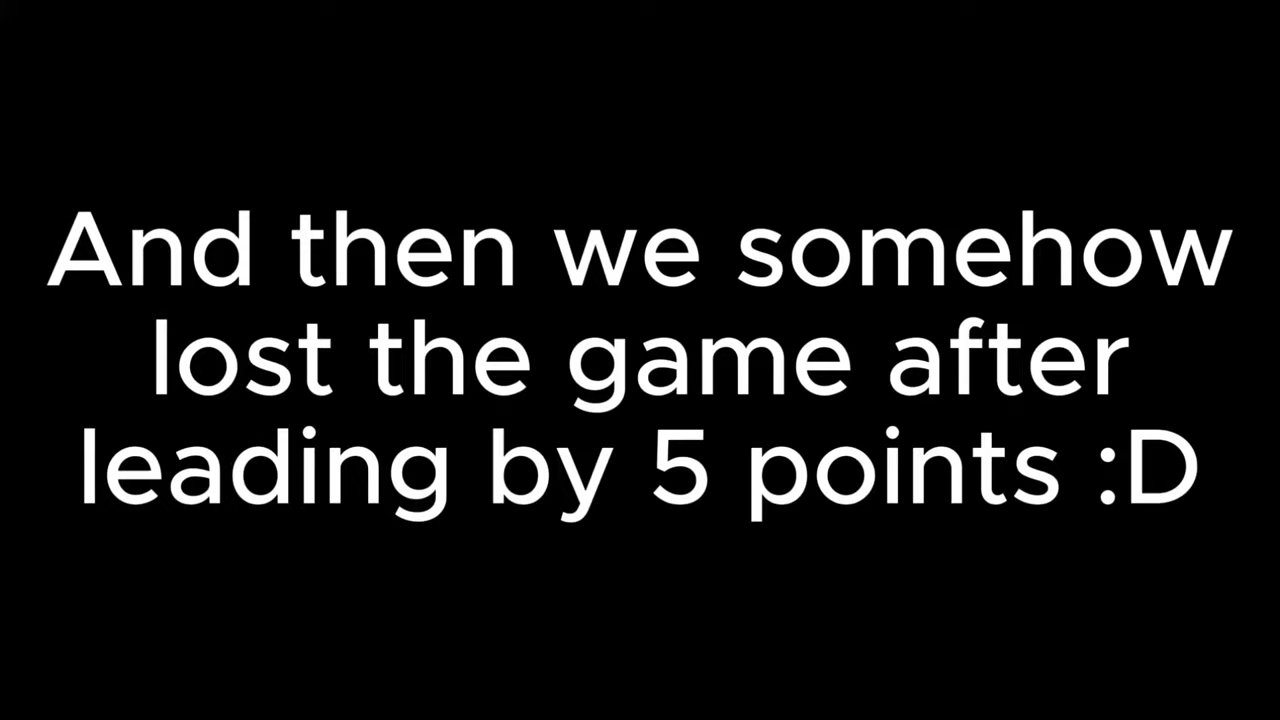 And then we somehow
lost the game after
leading by 5 points :D